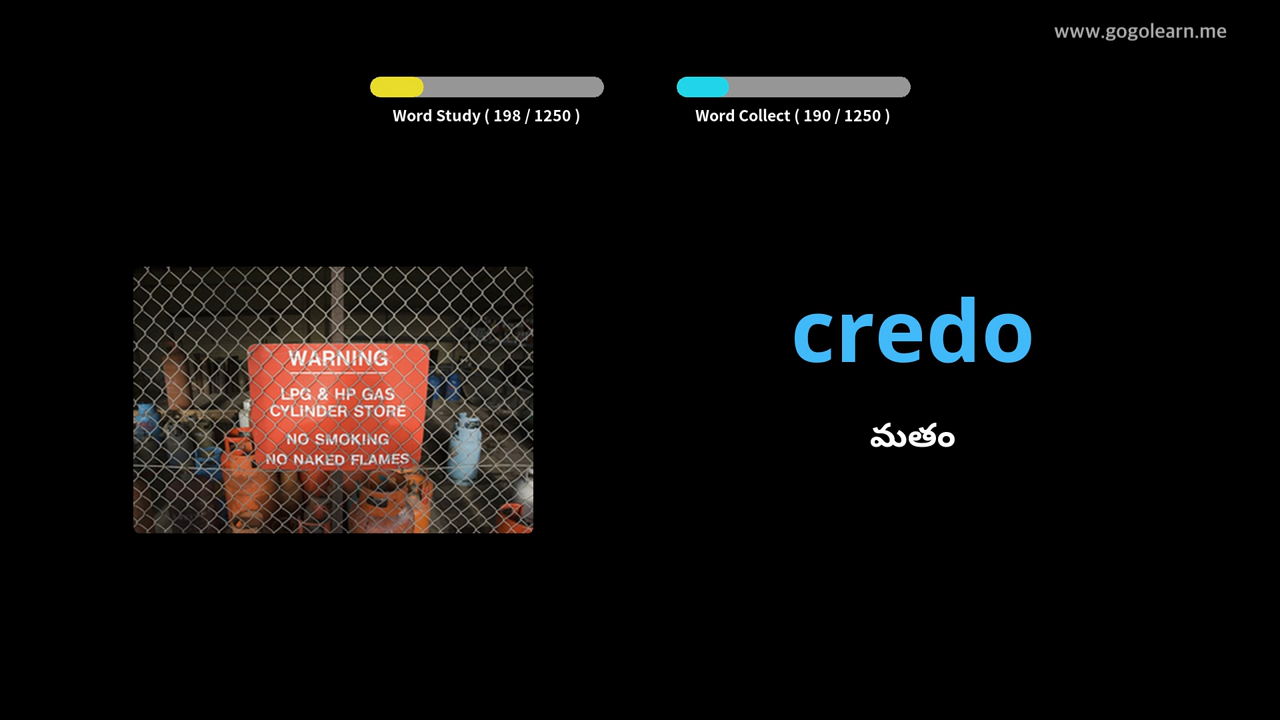 www.gogolearn.me
Word Study ( 198 / 1250 )
Word Collect ( 190 / 1250 )
WARNING
LPG & HP GAS
CYLINDER STORE
NO SMOKING
NO NAKED FLAMES
credo
మతం